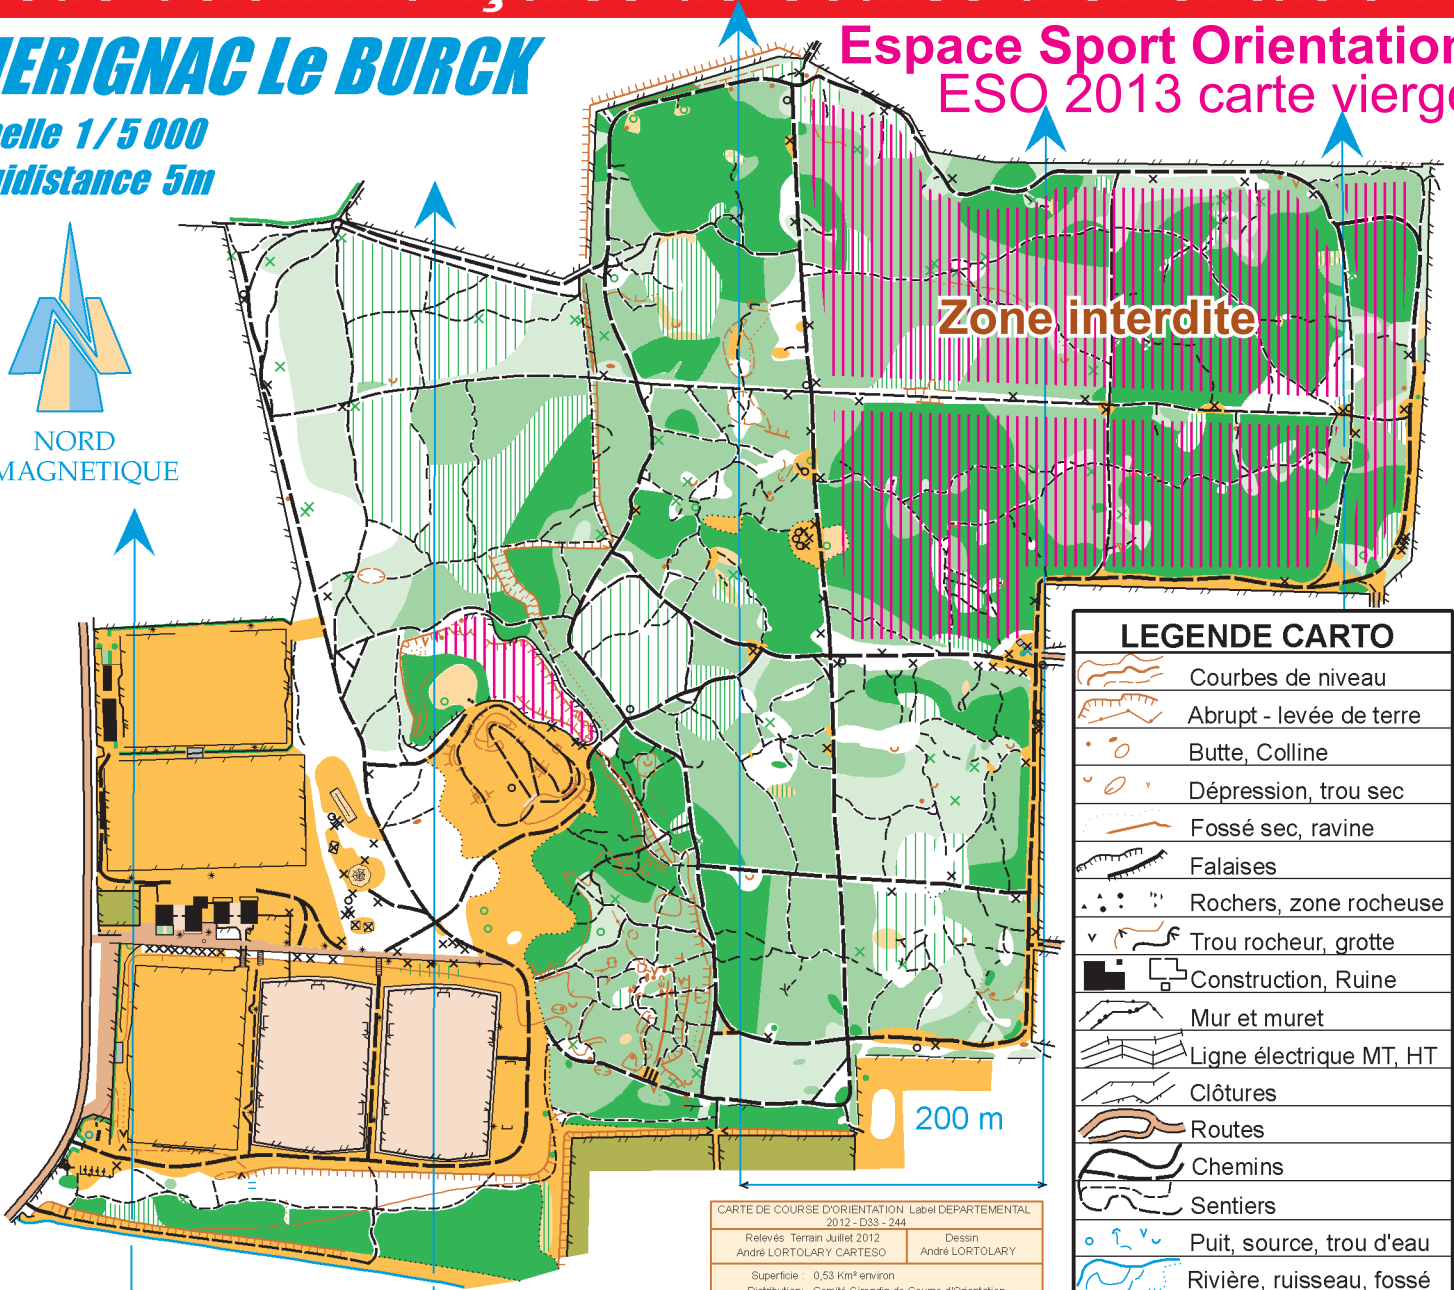 ERIGNAC Le BURCK
Espace Sport Orientation
ESO 2013 carte vierge
elle 1/5 000
idistance 5m
NORD
MAGNETIQUE
Zone interdite
LEGENDE CARTO
Courbes de niveau
Abrupt - levée de terre
Butte, Colline
Dépression, trou sec
Fossé sec, ravine
Falaises
Rochers, zone rocheuse
Trou rocheur, grotte
Construction, Ruine
Mur et muret
Ligne électrique MT, HT
Clôtures
Routes
Chemins
Sentiers
Puit, source, trou d'eau
Rivière, ruisseau, fossé
200 m
CARTE DE COURSE D'ORIENTATION Label DEPARTEMENTAL
2012 - D33 - 244
Relevés Terrain Juillet 2012
André LORTOLARY CARTESO
Dessin
André LORTOLARY
Superficie : 0,53 Km² environ